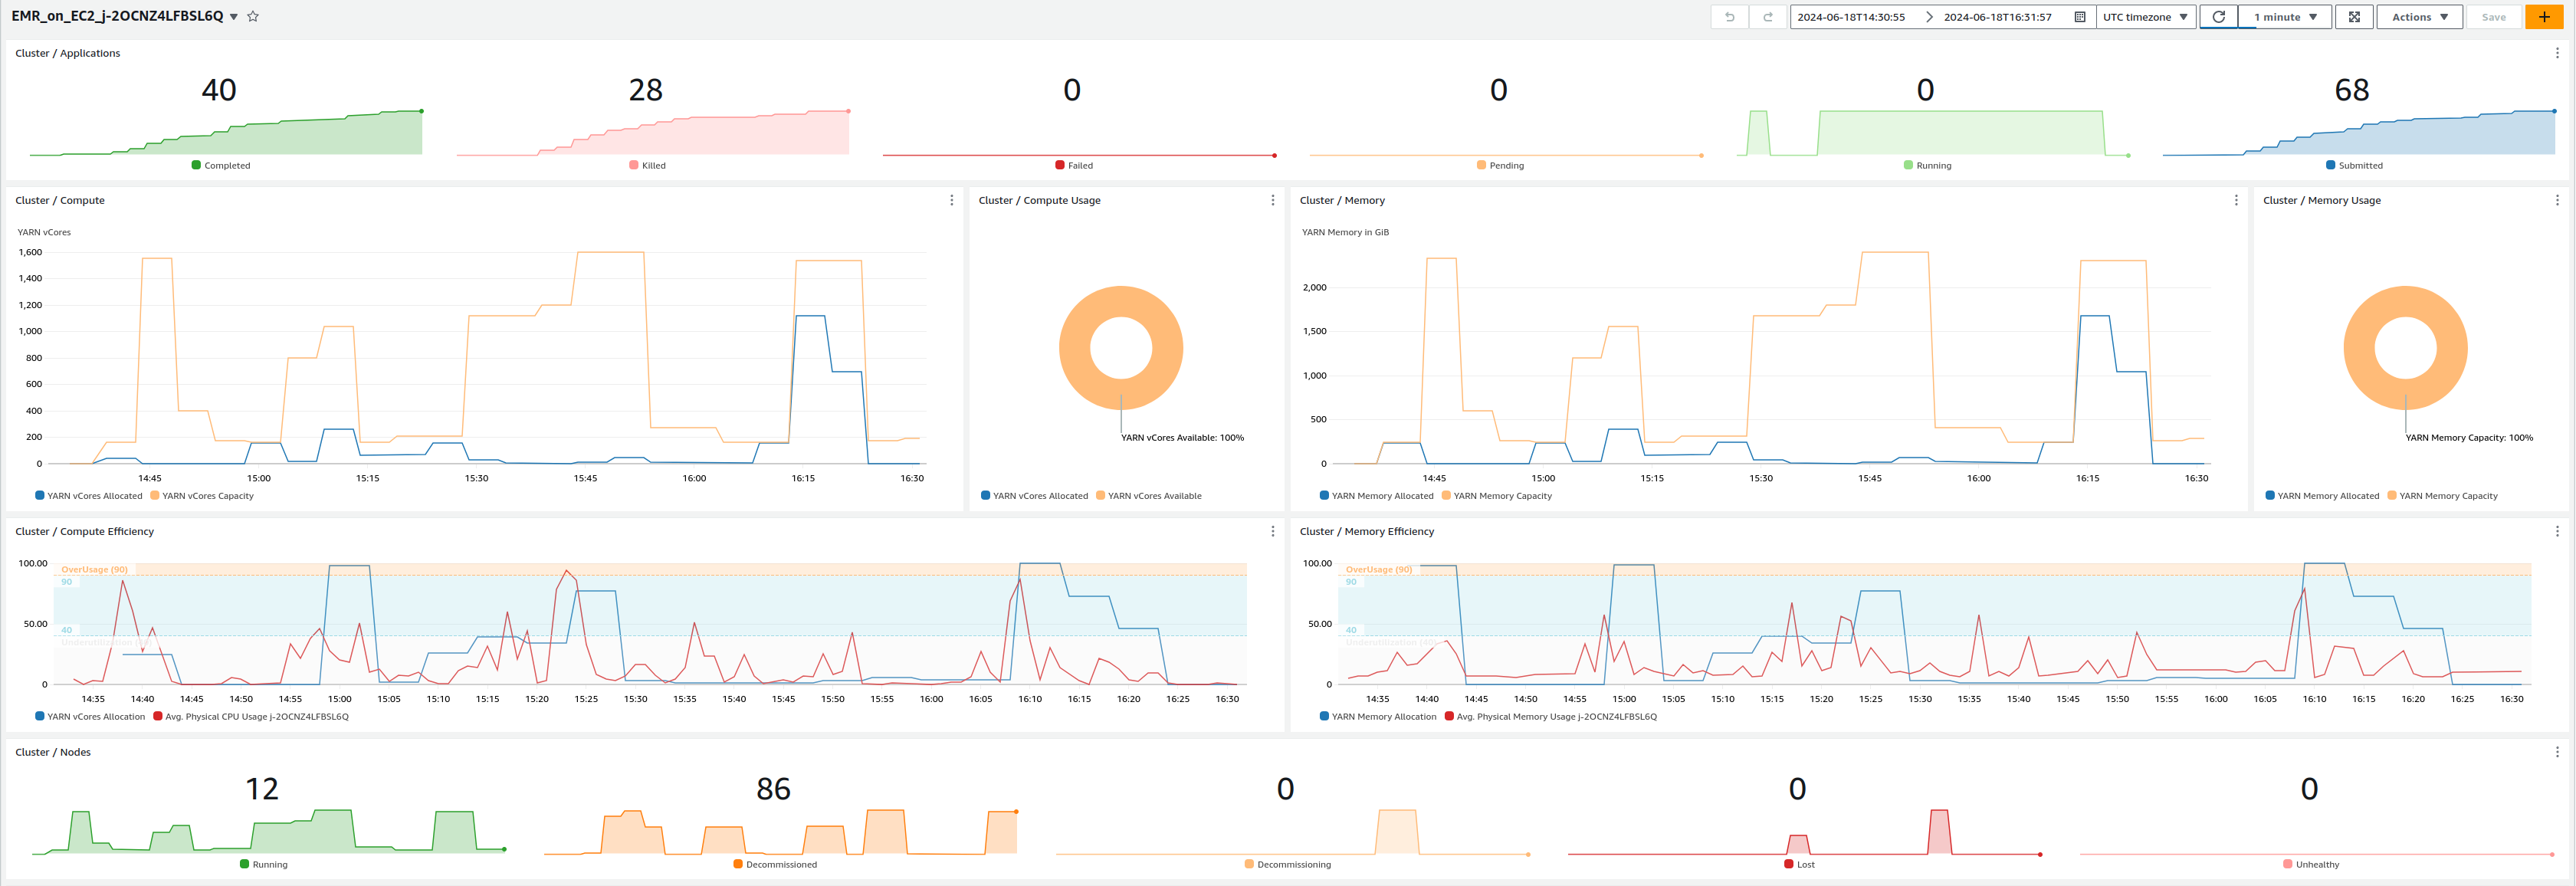 EMR_on_EC2_j-2OCNZ4LFBSL6Q
2024-06-18T14:30:55 2024-06-18T16:31:57 UTC timezone 1 minute Actions Save +
Cluster / Applications
40 28 0 0 0 68
Completed Killed Failed Pending Running Submitted
Cluster / Compute
YARN vCores
1,600
1,400
1,200
1,000
800
600
400
200
0
14:45 15:00 15:15 15:30 15:45 16:00 16:15 16:30
YARN vCores Allocated YARN vCores Capacity
Cluster / Compute Usage
YARN vCores Available: 100%
YARN vCores Allocated YARN vCores Available
Cluster / Memory
YARN Memory in GiB
2,000
1,500
1,000
500
0
14:45 15:00 15:15 15:30 15:45 16:00 16:15 16:30
YARN Memory Allocated YARN Memory Capacity
Cluster / Memory Usage
YARN Memory Capacity: 100%
YARN Memory Allocated YARN Memory Capacity
Cluster / Compute Efficiency
100.00
OverUsage (90)
90
50.00
40
Underutilization (40)
0
14:35 14:40 14:45 14:50 14:55 15:00 15:05 15:10 15:15 15:20 15:25 15:30 15:35 15:40 15:45 15:50 15:55 16:00 16:05 16:10 16:15 16:20 16:25 16:30
YARN vCores Allocation Avg. Physical CPU Usage j-2OCNZ4LFBSL6Q
Cluster / Memory Efficiency
100.00
OverUsage (90)
90
50.00
40
Underutilization (40)
0
14:35 14:40 14:45 14:50 14:55 15:00 15:05 15:10 15:15 15:20 15:25 15:30 15:35 15:40 15:45 15:50 15:55 16:00 16:05 16:10 16:15 16:20 16:25 16:30
YARN Memory Allocation Avg. Physical Memory Usage j-2OCNZ4LFBSL6Q
Cluster / Nodes
12 86 0 0 0
Running Decommissioned Decommissioning Lost Unhealthy